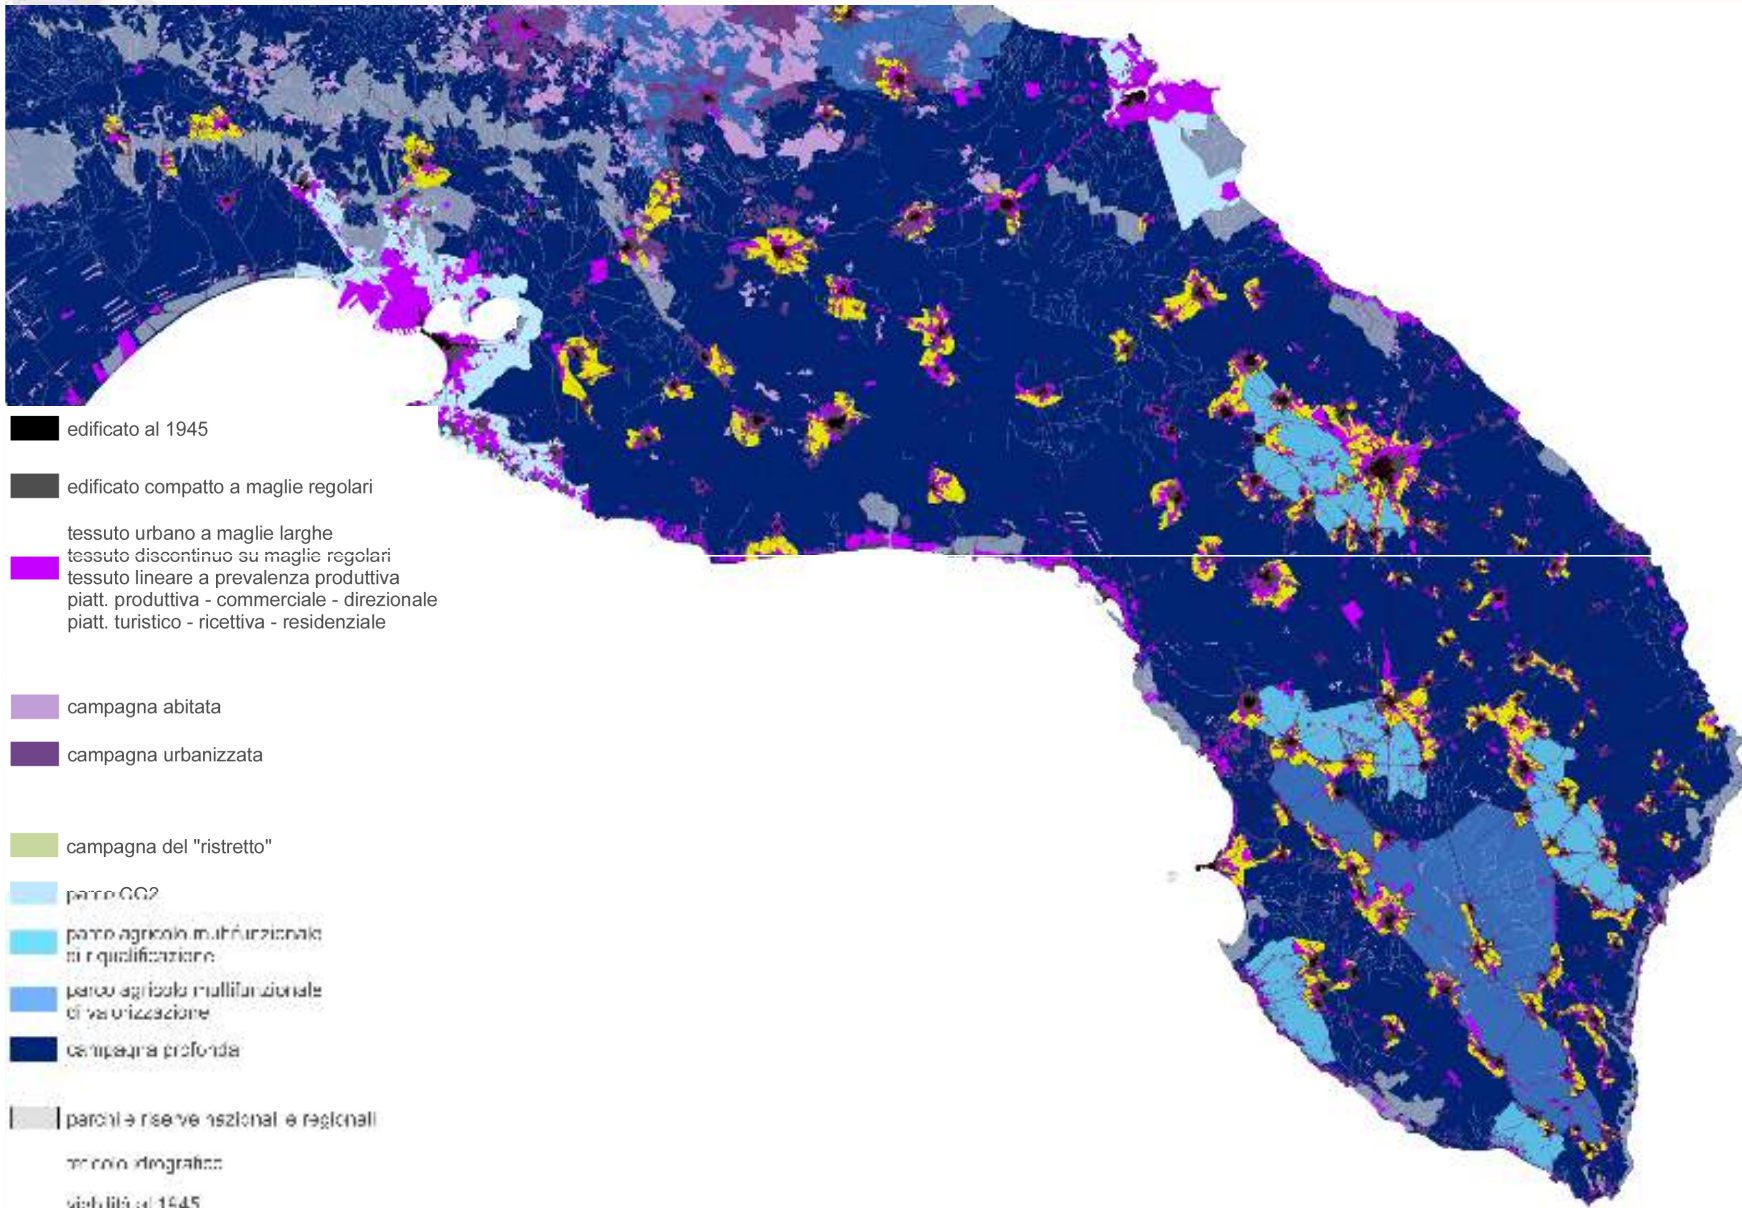 edificato al 1945
edificato compatto a maglie regolari
tessuto urbano a maglie larghe
tessuto discontinuo su maglie regolari
tessuto lineare a prevalenza produttiva
piatt. produttiva - commerciale - direzionale
piatt. turistico - ricettiva - residenziale
campagna abitata
campagna urbanizzata
campagna del "ristretto"
parco CO2
parco agricolo multifunzionale
di riqualificazione
parco agricolo multifunzionale
di valorizzazione
campagna profonda
parchi e riserve nazionali e regionali
reticolo idrografico
viabilità al 1945